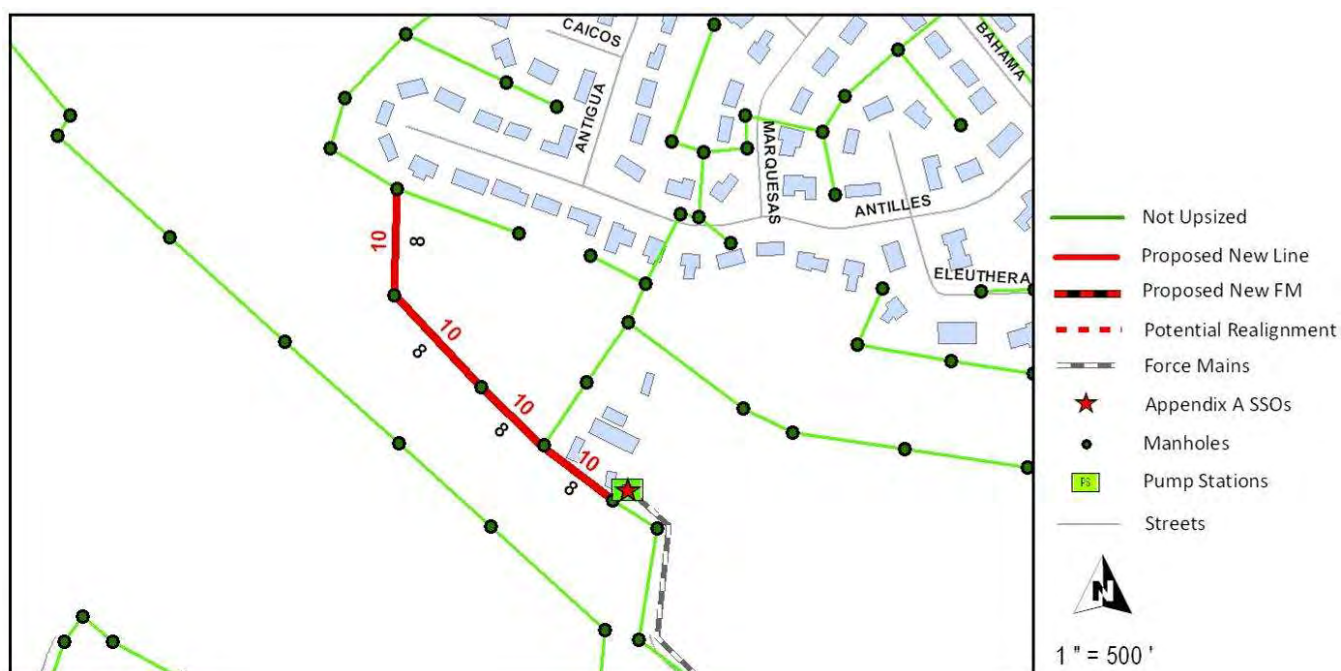 CAICOS
ANTIGUA
MARQUESAS
BAHAMA
ANTILLES
ELEUTHERA
10
8
10
8
10
8
10
8
Not Upsized
Proposed New Line
Proposed New FM
Potential Realignment
Force Mains
Appendix A SSOs
Manholes
PS
Pump Stations
Streets
N
1 " = 500 '